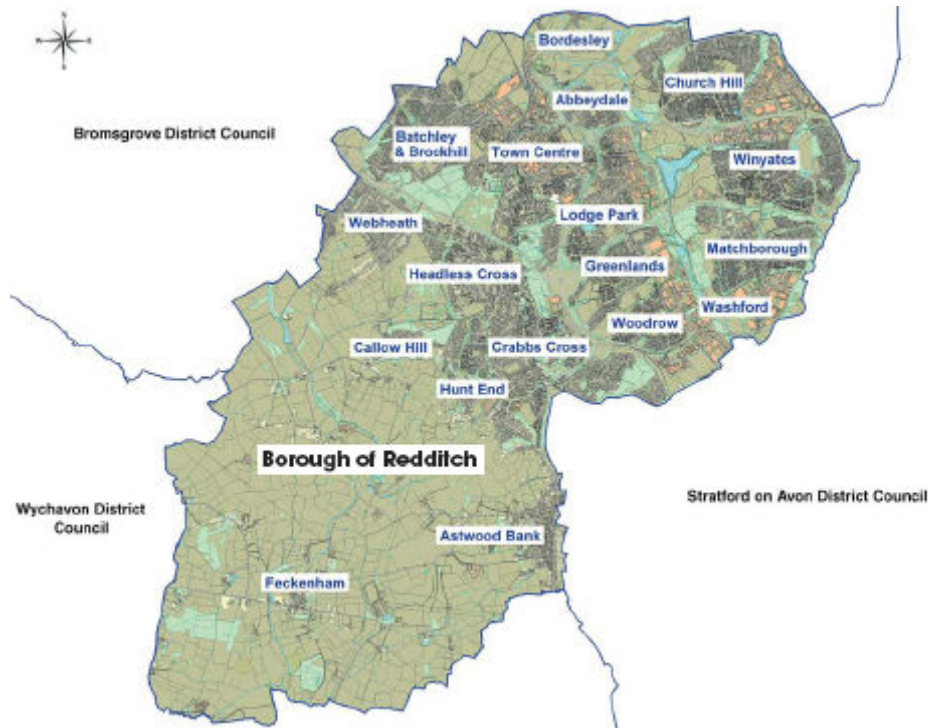 N
W
E
S
Bordesley
Church Hill
Abbeydale
Bromsgrove District Council
Batchley
& Brockhill
Town Centre
Winyates
Lodge Park
Webheath
Matchborough
Greenlands
Headless Cross
Washford
Woodrow
Callow Hill
Crabbs Cross
Hunt End
Borough of Redditch
Stratford on Avon District Council
Wychavon District
Council
Astwood Bank
Feckenham